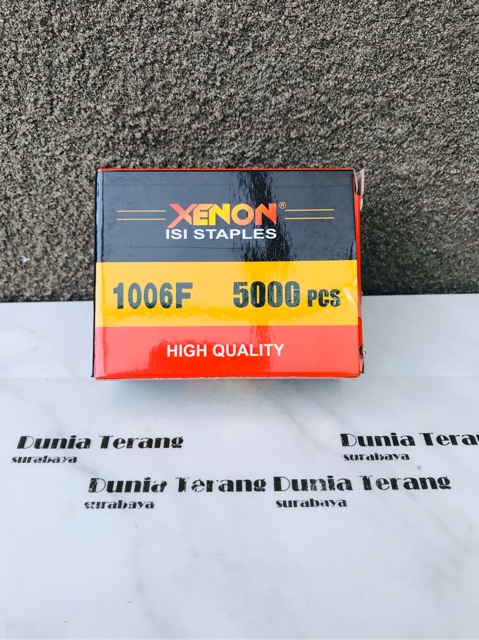 XENON®
ISI STAPLES
1006F 5000 PCS
HIGH QUALITY
Dunia Terang
surabaya
Dunia Tera
surabaya
Dunia Terang
surabaya
Dunia Terang
surabaya